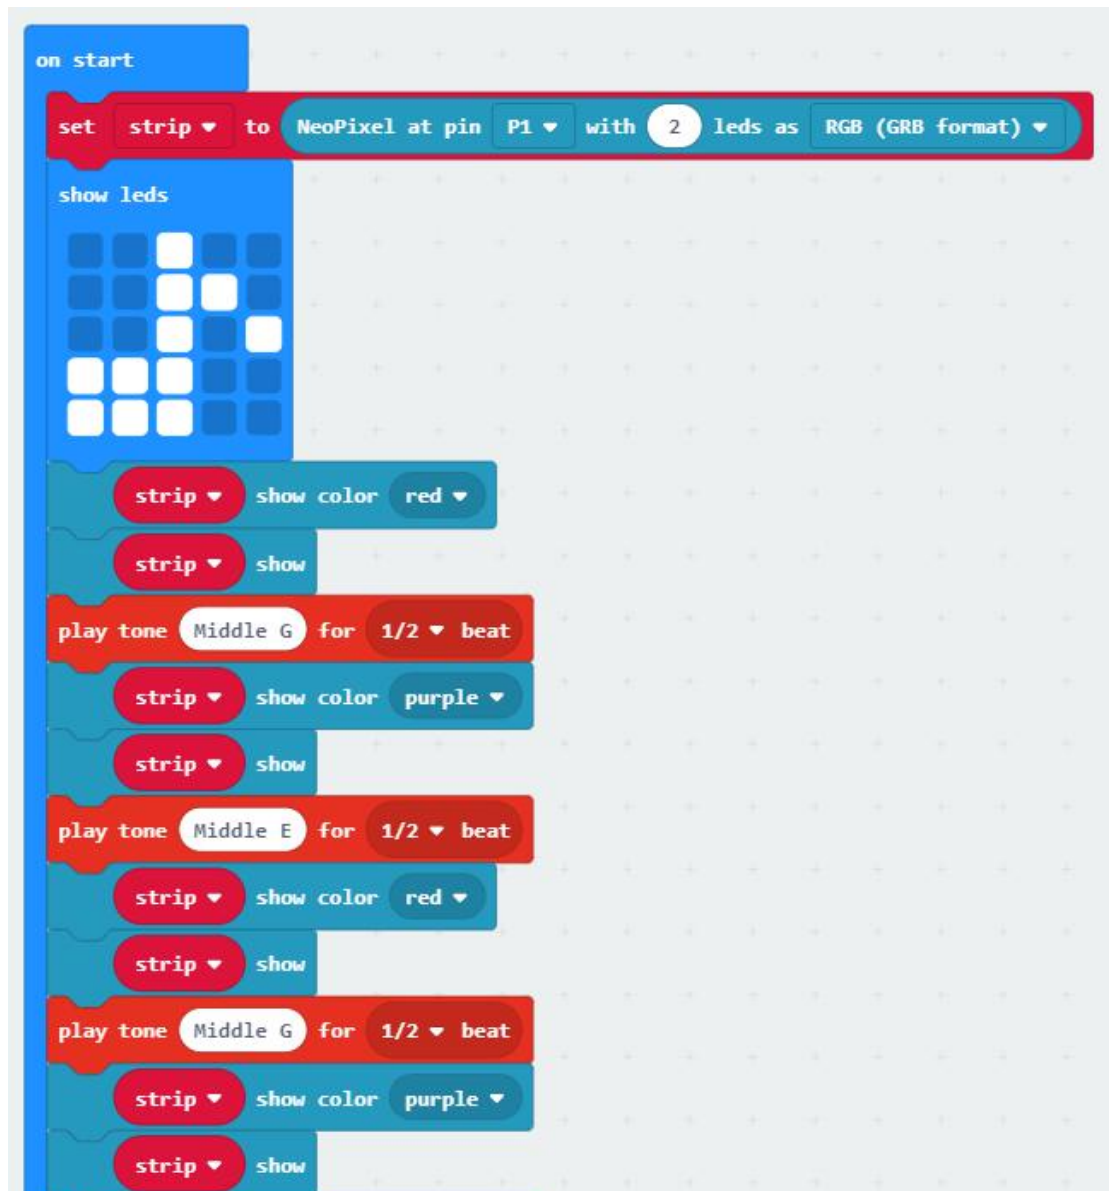 on start
set strip to NeoPixel at pin P1 with 2 leds as RGB (GRB format)
show leds
strip show color red
strip show
play tone Middle G for 1/2 beat
strip show color purple
strip show
play tone Middle E for 1/2 beat
strip show color red
strip show
play tone Middle G for 1/2 beat
strip show color purple
strip show